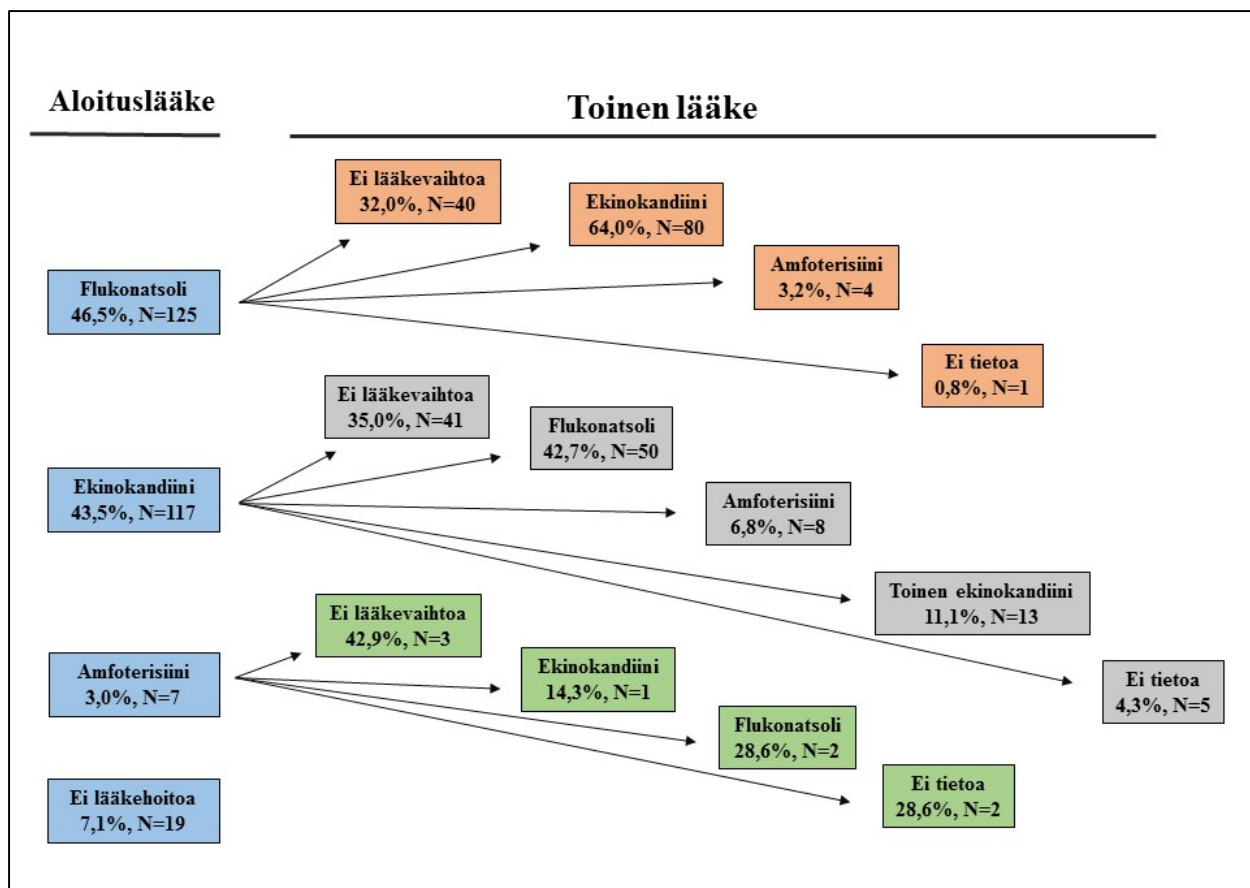 Aloituslääke
Toinen lääke
Ei lääkevaihtoa
32,0%, N=40
Ekinokandiini
64,0%, N=80
Amfoterisiini
3,2%, N=4
Flukonatsoli
46,5%, N=125
Ei tietoa
0,8%, N=1
Ei lääkevaihtoa
35,0%, N=41
Flukonatsoli
42,7%, N=50
Ekinokandiini
43,5%, N=117
Amfoterisiini
6,8%, N=8
Toinen ekinokandiini
11,1%, N=13
Ei tietoa
4,3%, N=5
Ei lääkevaihtoa
42,9%, N=3
Amfoterisiini
3,0%, N=7
Ekinokandiini
14,3%, N=1
Flukonatsoli
28,6%, N=2
Ei tietoa
28,6%, N=2
Ei lääkehoitoa
7,1%, N=19